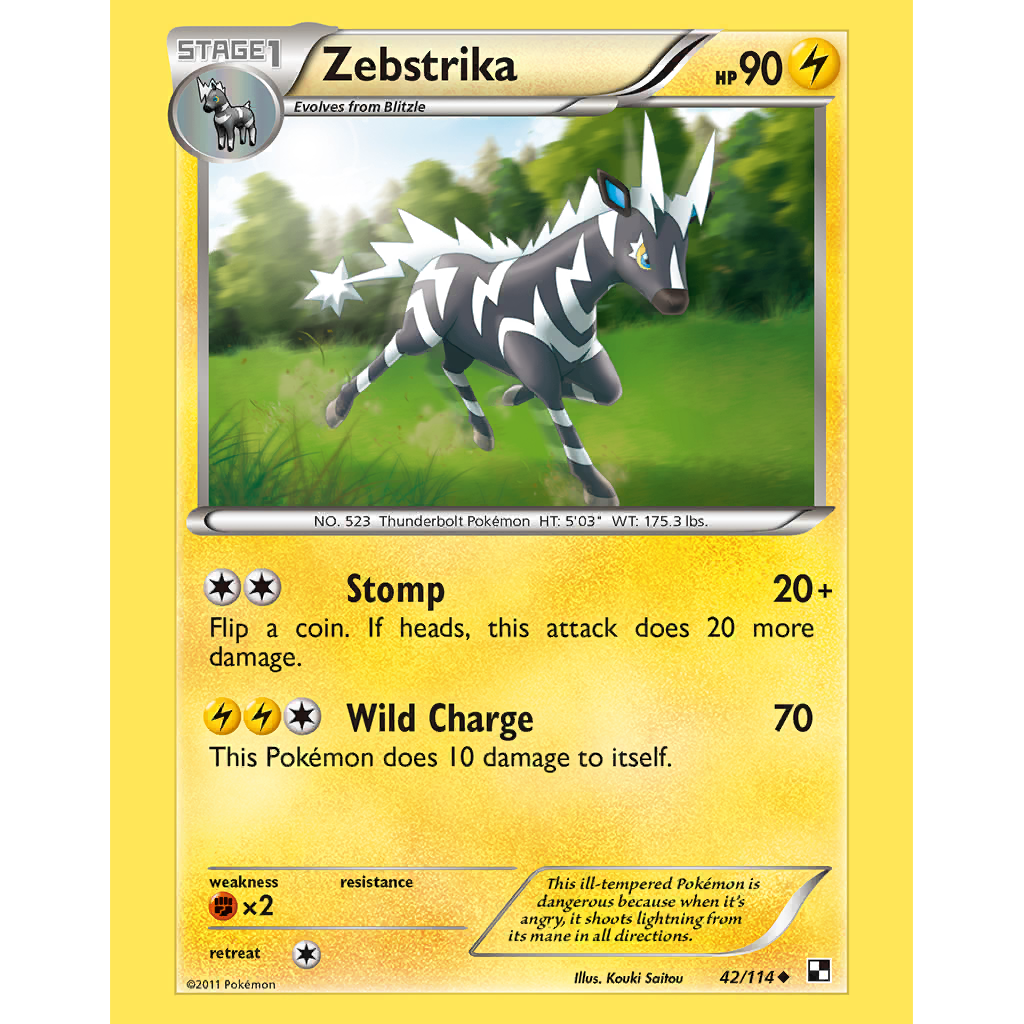 STAGE1
Zebstrika
HP 90
Evolves from Blitzle
NO. 523 Thunderbolt Pokémon HT: 5'03" WT: 175.3 lbs.
Stomp 20+
Flip a coin. If heads, this attack does 20 more
damage.
Wild Charge 70
This Pokémon does 10 damage to itself.
weakness resistance
×2
retreat
This ill-tempered Pokémon is
dangerous because when it's
angry, it shoots lightning from
its mane in all directions.
Illus. Kouki Saitou 42/114
©2011 Pokémon